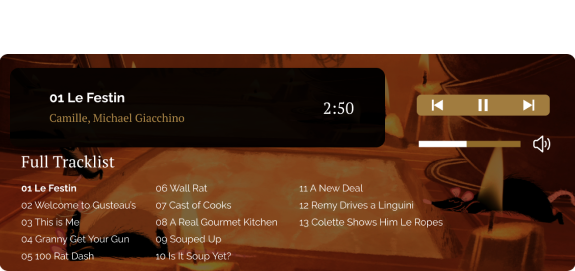 01 Le Festin
Camille, Michael Giacchino
2:50
Full Tracklist
01 Le Festin
02 Welcome to Gusteau's
03 This is Me
04 Granny Get Your Gun
05 100 Rat Dash
06 Wall Rat
07 Cast of Cooks
08 A Real Gourmet Kitchen
09 Souped Up
10 Is It Soup Yet?
11 A New Deal
12 Remy Drives a Linguini
13 Colette Shows Him Le Ropes